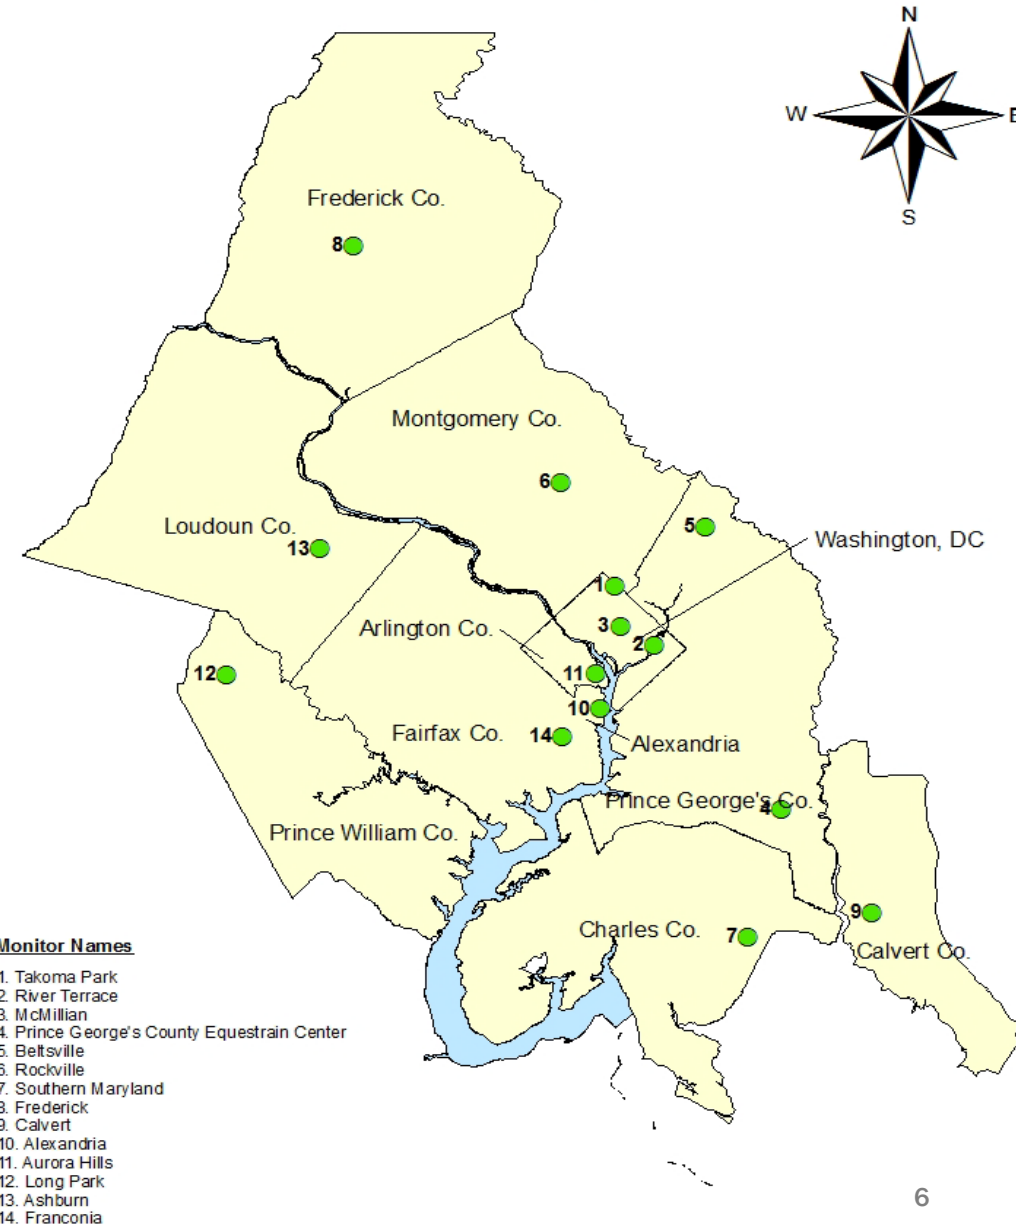 N
W
E
S
Frederick Co.
8
Montgomery Co.
6
Loudoun Co.
13
5
Washington, DC
1
3
Arlington Co.
2
12
11
10
Fairfax Co.
14
Alexandria
Prince George's Co.
4
Prince William Co.
9
Charles Co.
7
Calvert Co.
Monitor Names
1. Takoma Park
2. River Terrace
3. McMillian
4. Prince George's County Equestrain Center
5. Beltsville
6. Rockville
7. Southern Maryland
8. Frederick
9. Calvert
10. Alexandria
11. Aurora Hills
12. Long Park
13. Ashburn
14. Franconia
6